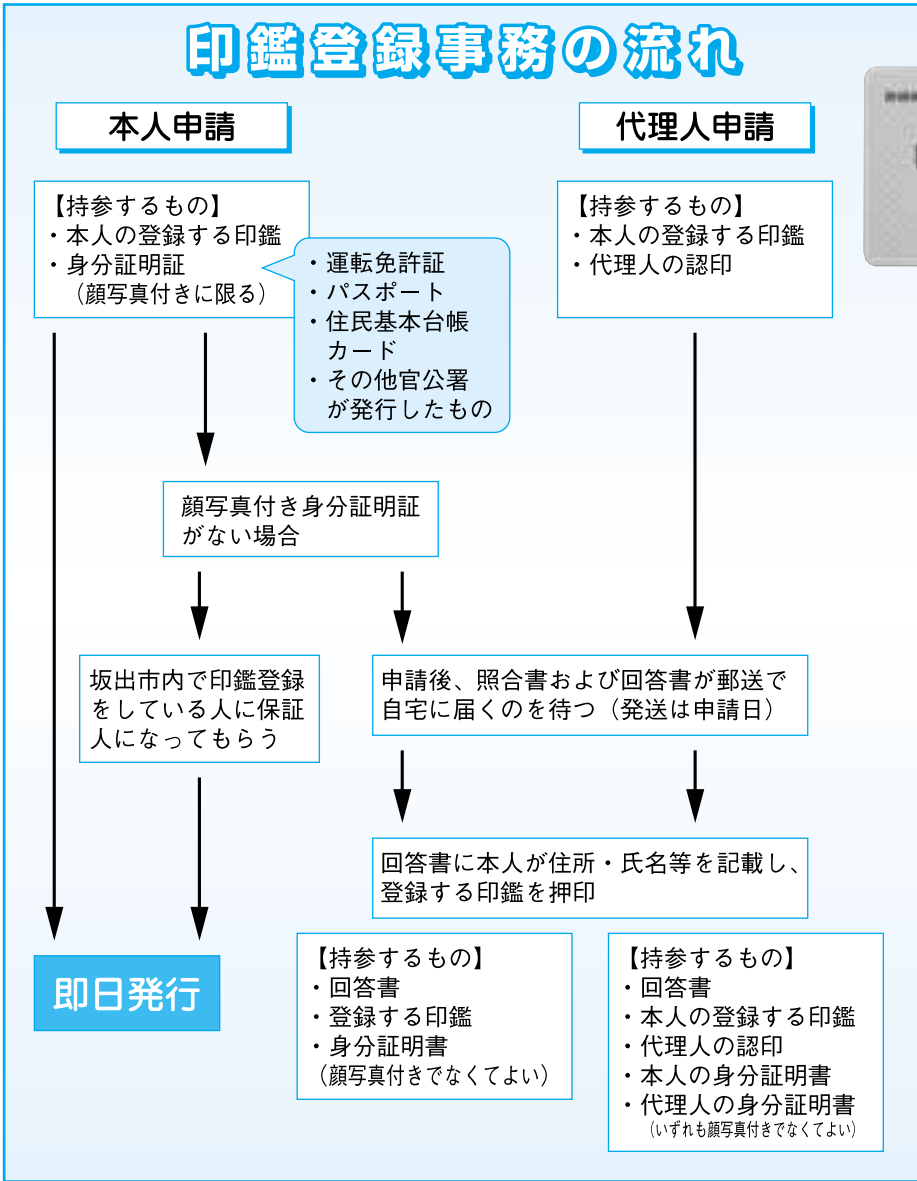 印鑑登録事務の流れ
本人申請
【持参するもの】
・本人の登録する印鑑
・身分証明証
（顔写真付きに限る）
・運転免許証
・パスポート
・住民基本台帳
カード
・その他官公署
が発行したもの
代理人申請
【持参するもの】
・本人の登録する印鑑
・代理人の認印
顔写真付き身分証明証
がない場合
坂出市内で印鑑登録
をしている人に保証
人になってもらう
申請後、照合書および回答書が郵送で
自宅に届くのを待つ（発送は申請日）
回答書に本人が住所・氏名等を記載し、
登録する印鑑を押印
即日発行
【持参するもの】
・回答書
・登録する印鑑
・身分証明書
（顔写真付きでなくてよい）
【持参するもの】
・回答書
・本人の登録する印鑑
・代理人の認印
・本人の身分証明書
・代理人の身分証明書
（いずれも顔写真付きでなくてよい）